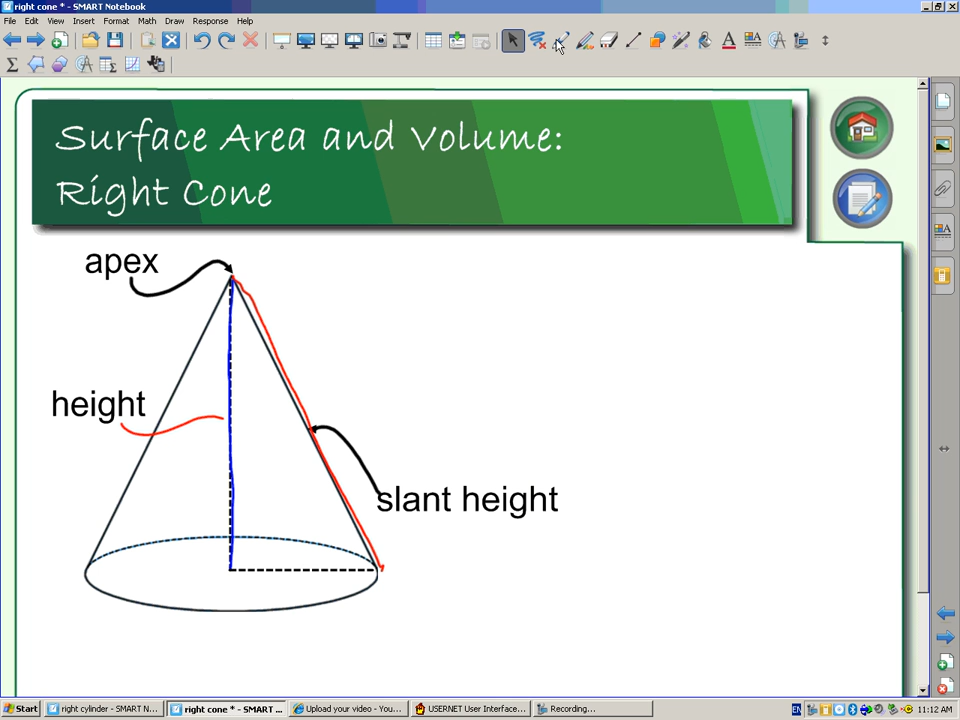 right cone * - SMART Notebook
File Edit View Insert Format Math Draw Response Help
Surface Area and Volume:
Right Cone
apex
height
slant height
Start
right cylinder - SMART N...
right cone * - SMART ...
Upload your video - You...
USERNET User Interface...
Recording...
EN
11:12 AM